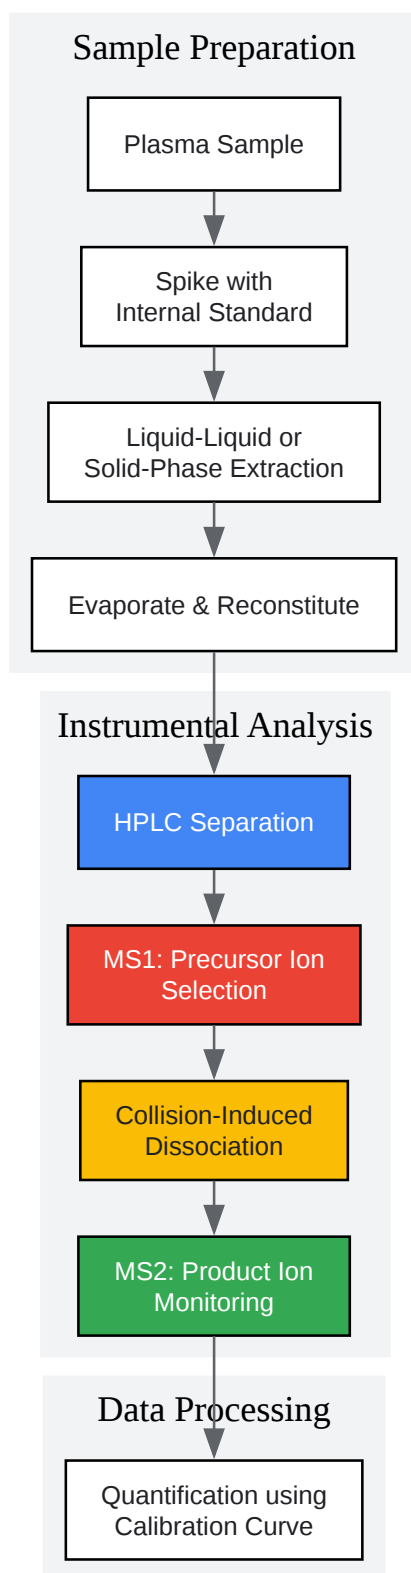 Sample Preparation
Plasma Sample
Spike with
Internal Standard
Liquid-Liquid or
Solid-Phase Extraction
Evaporate & Reconstitute
Instrumental Analysis
HPLC Separation
MS1: Precursor Ion
Selection
Collision-Induced
Dissociation
MS2: Product Ion
Monitoring
Data Processing
Quantification using
Calibration Curve